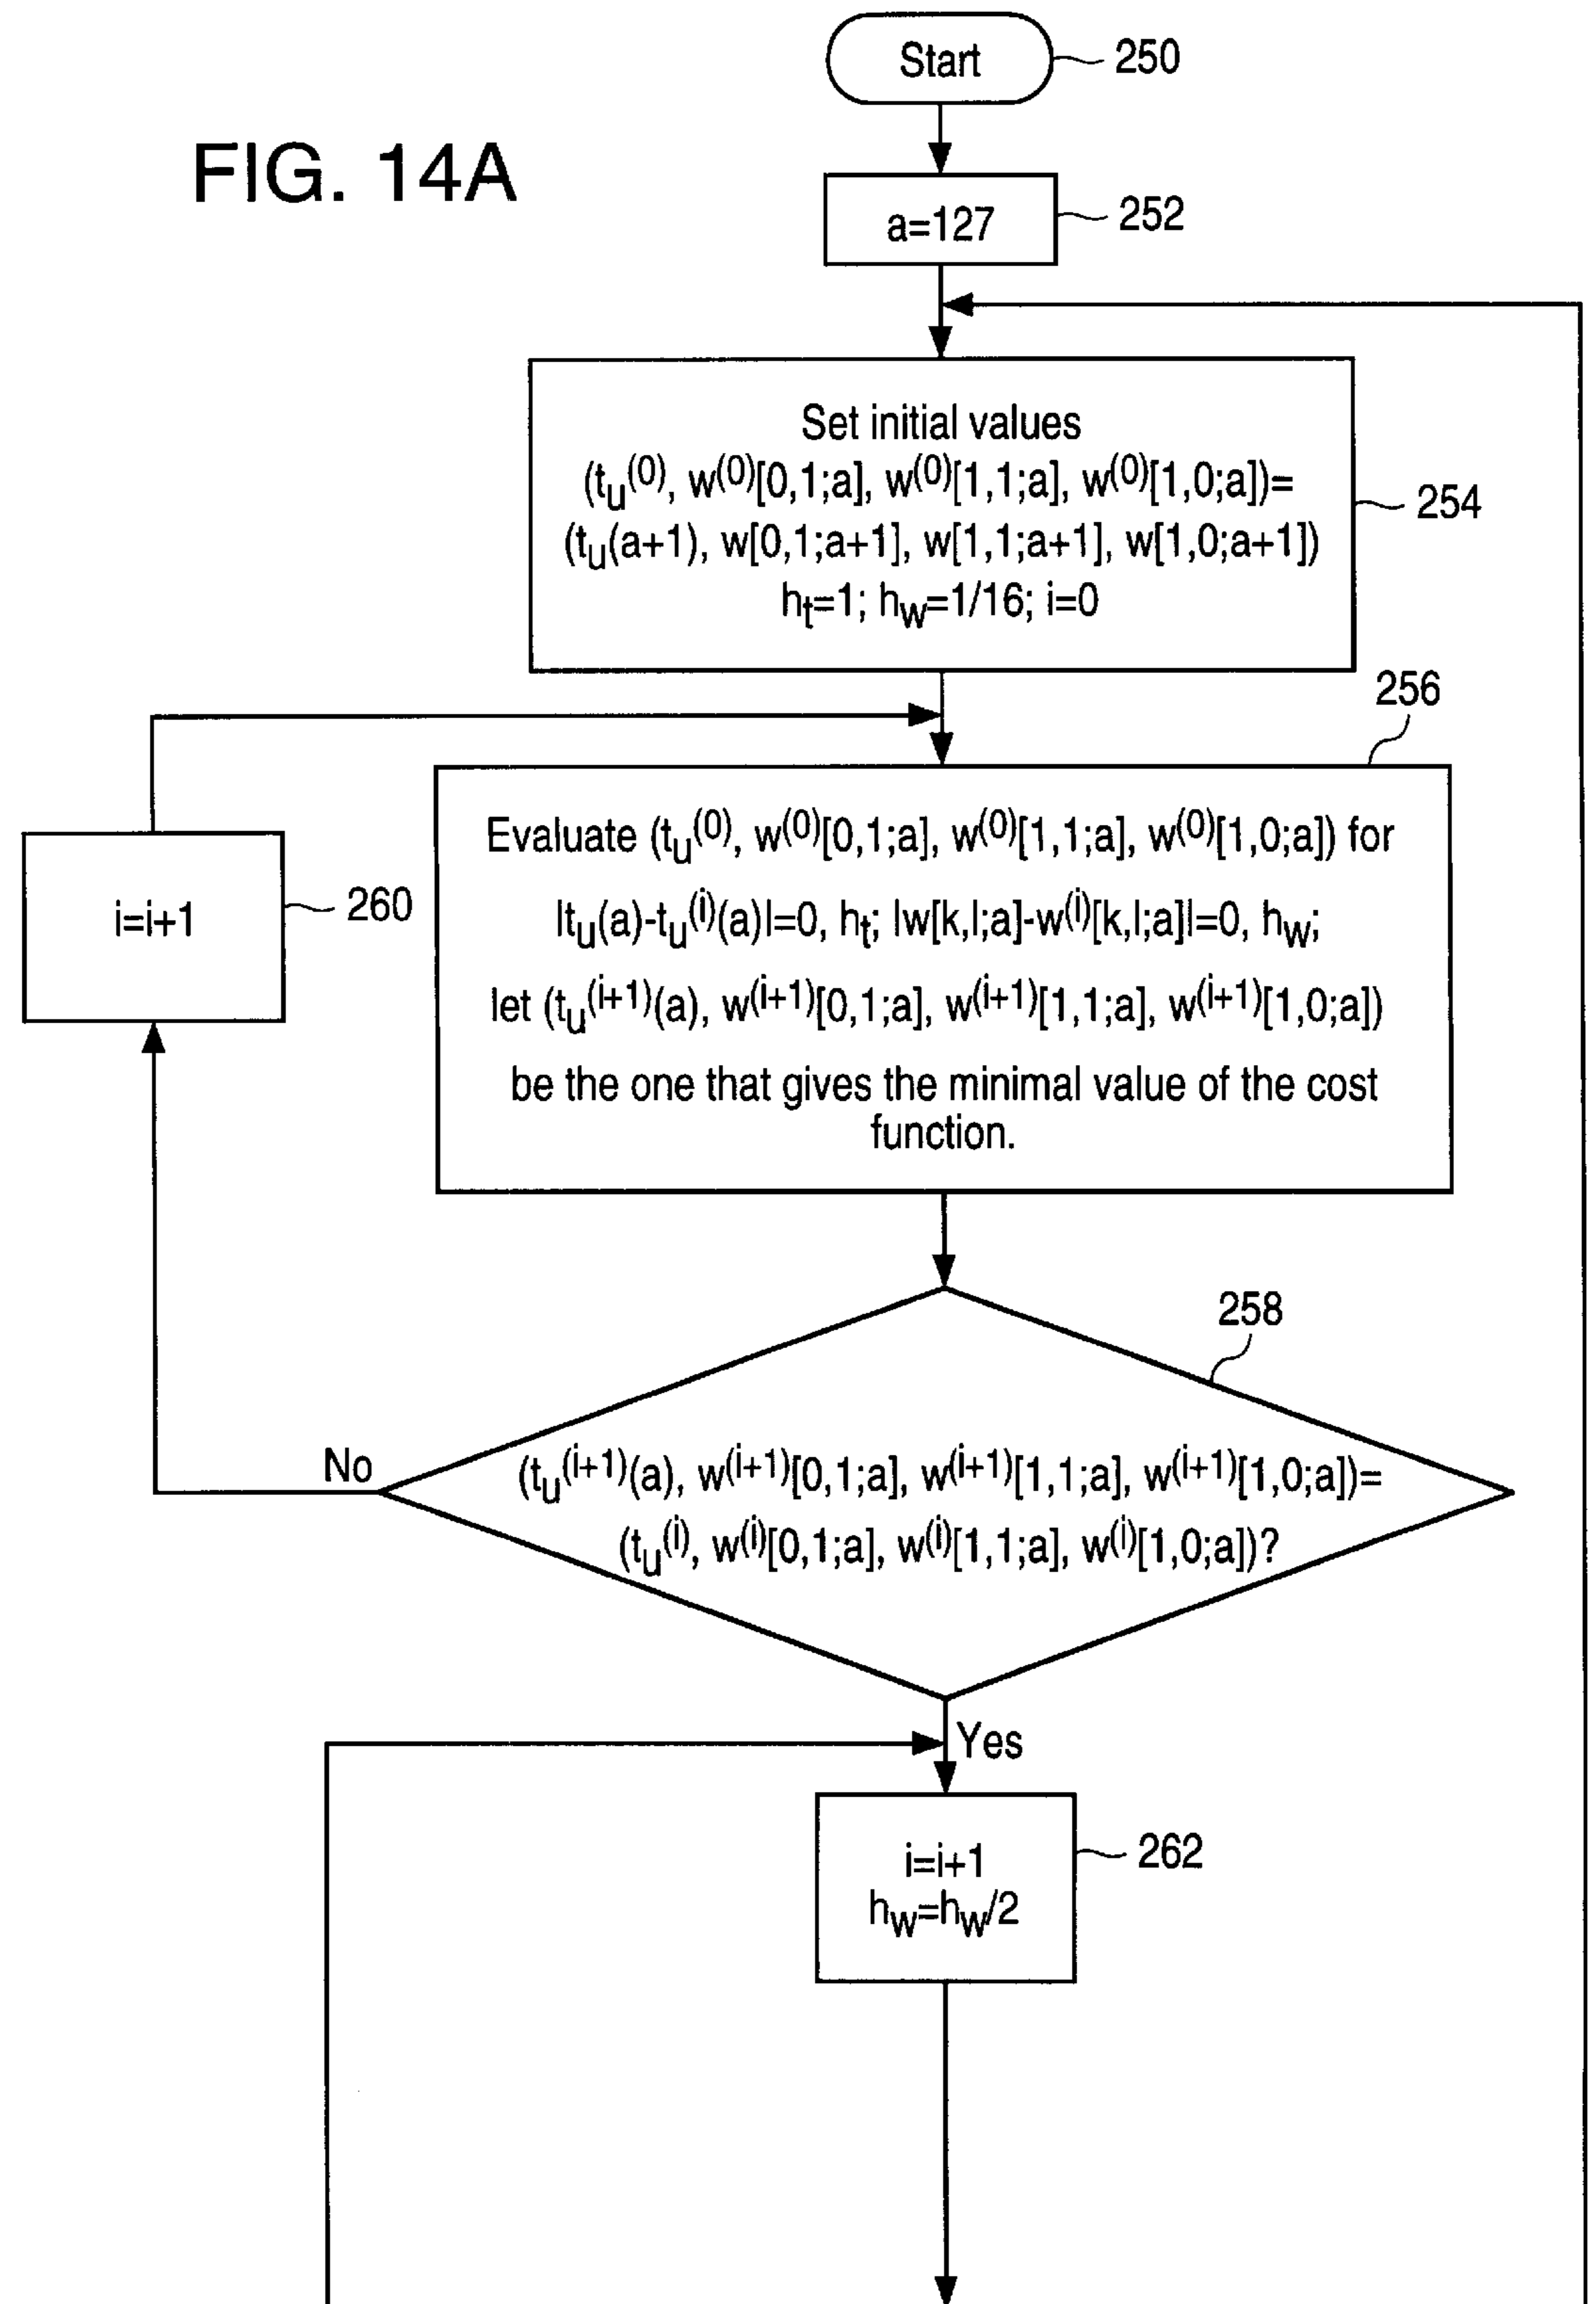 Start
250
FIG. 14A
a=127
252
Set initial values
(tᵤ⁽⁰⁾, w⁽⁰⁾[0,1;a], w⁽⁰⁾[1,1;a], w⁽⁰⁾[1,0;a])=
(tᵤ(a+1), w[0,1;a+1], w[1,1;a+1], w[1,0;a+1])
hₜ=1; h_w=1/16; i=0
254
256
Evaluate (tᵤ⁽⁰⁾, w⁽⁰⁾[0,1;a], w⁽⁰⁾[1,1;a], w⁽⁰⁾[1,0;a]) for
|tᵤ(a)-tᵤ⁽ⁱ⁾(a)|=0, hₜ; |w[k,l;a]-w⁽ⁱ⁾[k,l;a]|=0, h_w;
let (tᵤ⁽ⁱ⁺¹⁾(a), w⁽ⁱ⁺¹⁾[0,1;a], w⁽ⁱ⁺¹⁾[1,1;a], w⁽ⁱ⁺¹⁾[1,0;a])
be the one that gives the minimal value of the cost
function.
i=i+1
260
258
(tᵤ⁽ⁱ⁺¹⁾(a), w⁽ⁱ⁺¹⁾[0,1;a], w⁽ⁱ⁺¹⁾[1,1;a], w⁽ⁱ⁺¹⁾[1,0;a])=
(tᵤ⁽ⁱ⁾, w⁽ⁱ⁾[0,1;a], w⁽ⁱ⁾[1,1;a], w⁽ⁱ⁾[1,0;a])?
No
Yes
i=i+1
h_w=h_w/2
262